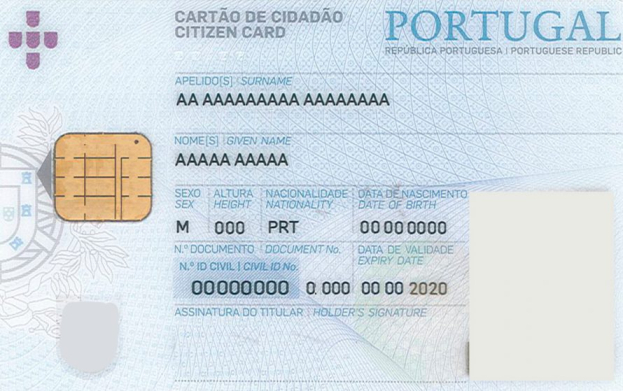 CARTÃO DE CIDADÃO
CITIZEN CARD
PORTUGAL
REPÚBLICA PORTUGUESA | PORTUGUESE REPUBLIC
APELIDO[S] | SURNAME
AA AAAAAAAAA AAAAAAAA
NOME[S] | GIVEN NAME
AAAAA AAAAA
SEXO ALTURA NACIONALIDADE DATA DE NASCIMENTO
SEX HEIGHT NATIONALITY DATE OF BIRTH
M 000 PRT 00 00 0000
N.º DOCUMENTO | DOCUMENT No. DATA DE VALIDADE
N.º ID CIVIL | CIVIL ID No. EXPIRY DATE
00000000 0 000 00 00 2020
ASSINATURA DO TITULAR | HOLDER'S SIGNATURE